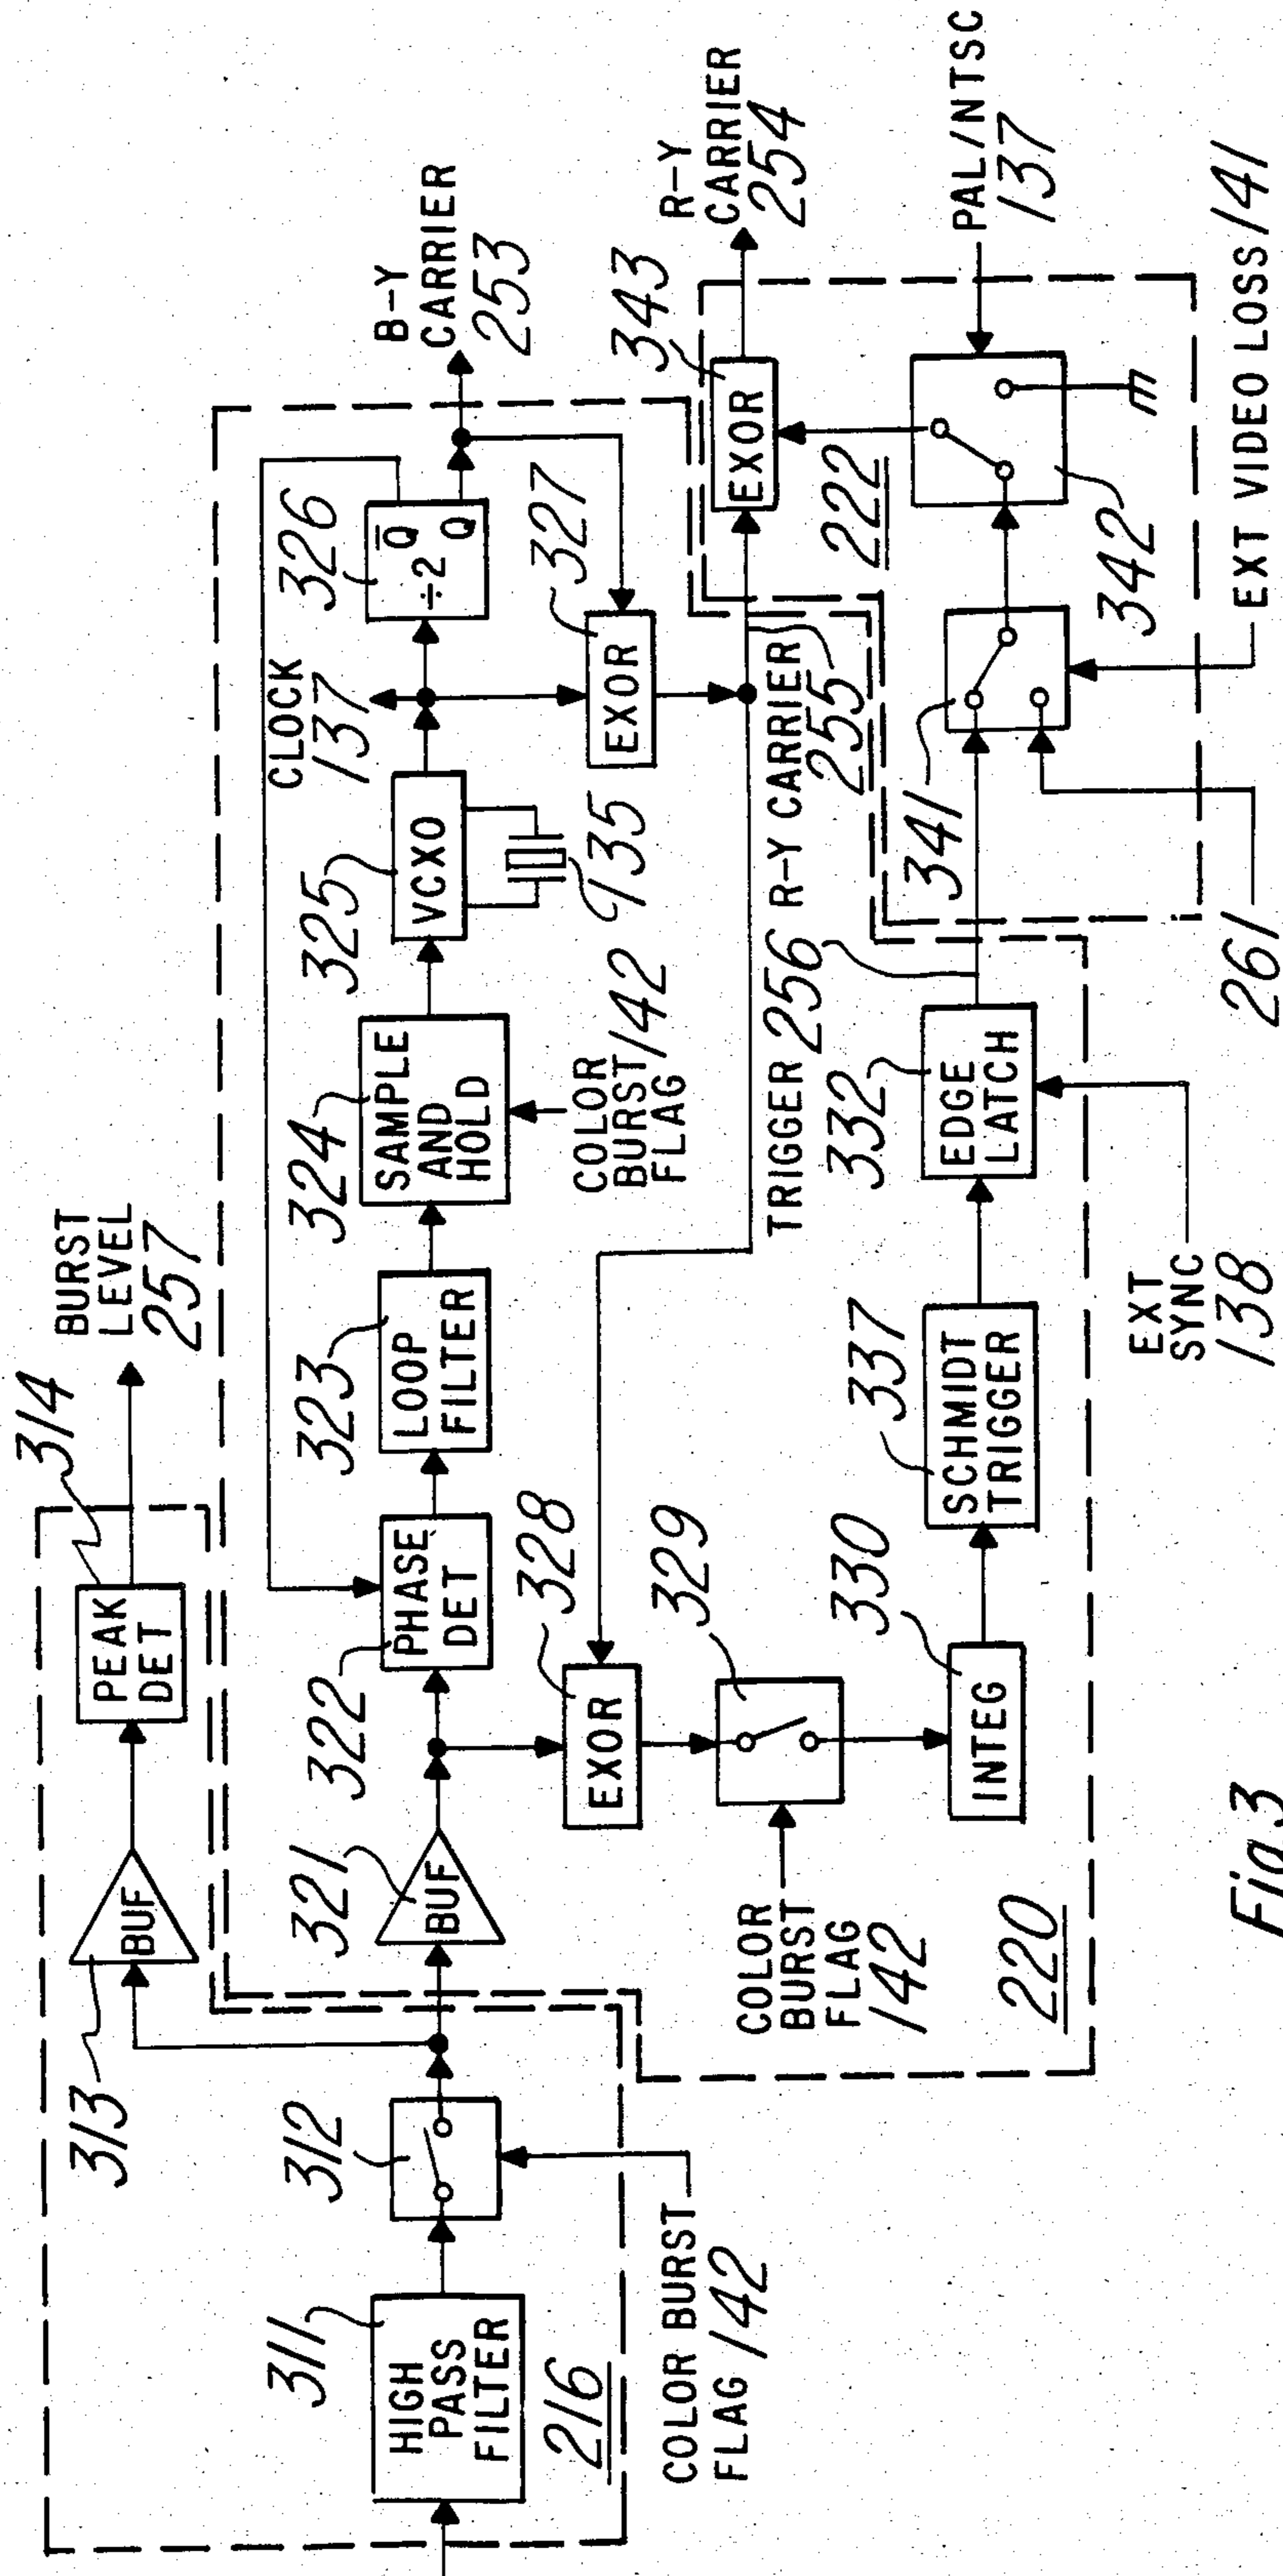 314
BURST
LEVEL
257
313
BUF
PEAK
DET
311
HIGH
PASS
FILTER
216
312
COLOR BURST
FLAG 142
321
BUF
322
PHASE
DET
323
LOOP
FILTER
324
SAMPLE
AND
HOLD
COLOR
BURST 142
FLAG
325
VCXO
935
CLOCK
137
326
÷2
Q̅
Q
B-Y
CARRIER
253
327
EXOR
328
EXOR
329
COLOR
BURST
FLAG
142
330
INTEG
337
SCHMIDT
TRIGGER
332
EDGE
LATCH
EXT
SYNC
138
TRIGGER 256
R-Y CARRIER
255
343
EXOR
R-Y
CARRIER
254
222
341
342
PAL/NTSC
137
261
EXT VIDEO LOSS 141
220
Fig.3